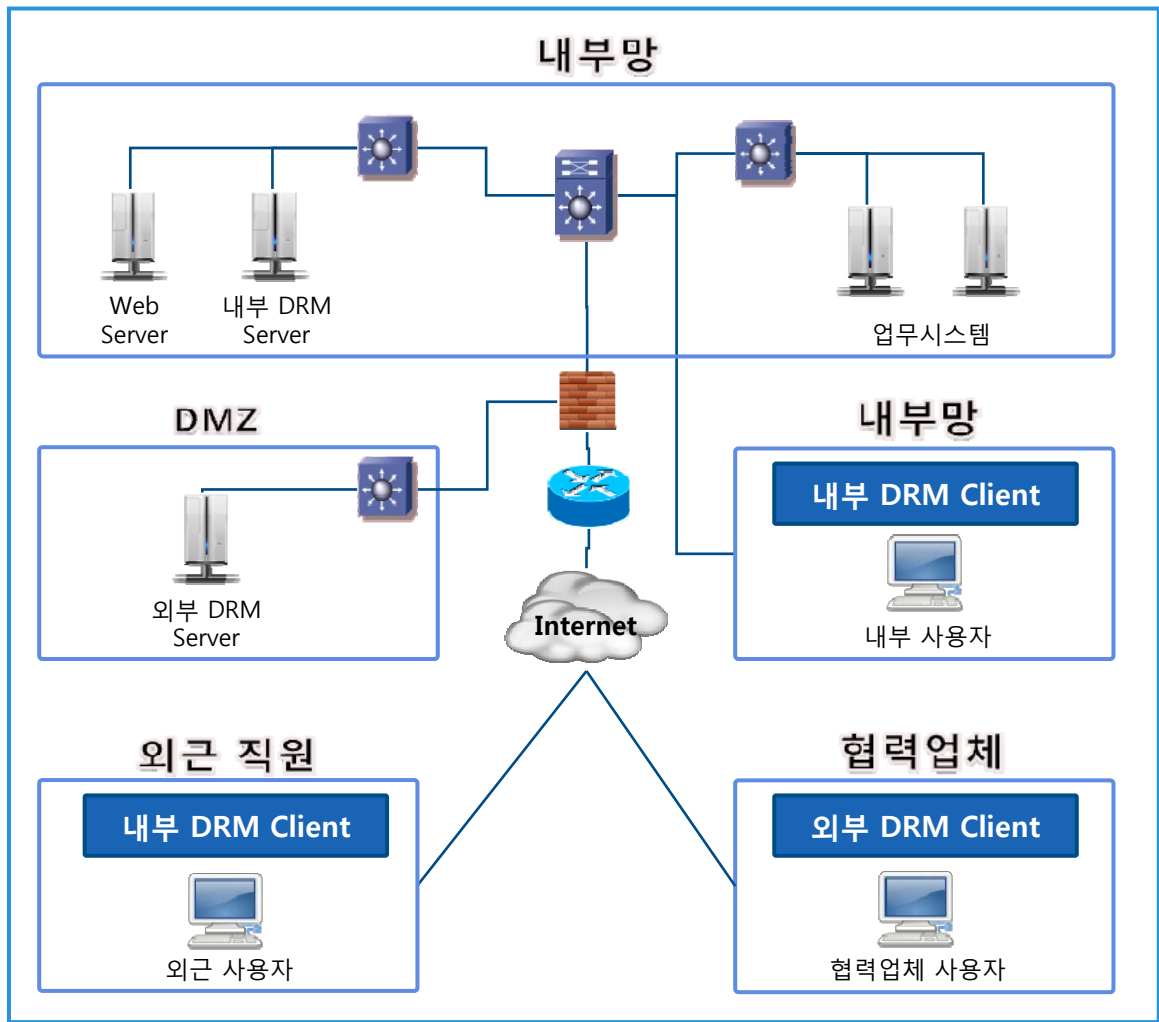 내부망
Web
Server
내부 DRM
Server
업무시스템
DMZ
외부 DRM
Server
Internet
내부망
내부 DRM Client
내부 사용자
외근 직원
내부 DRM Client
외근 사용자
협력업체
외부 DRM Client
협력업체 사용자